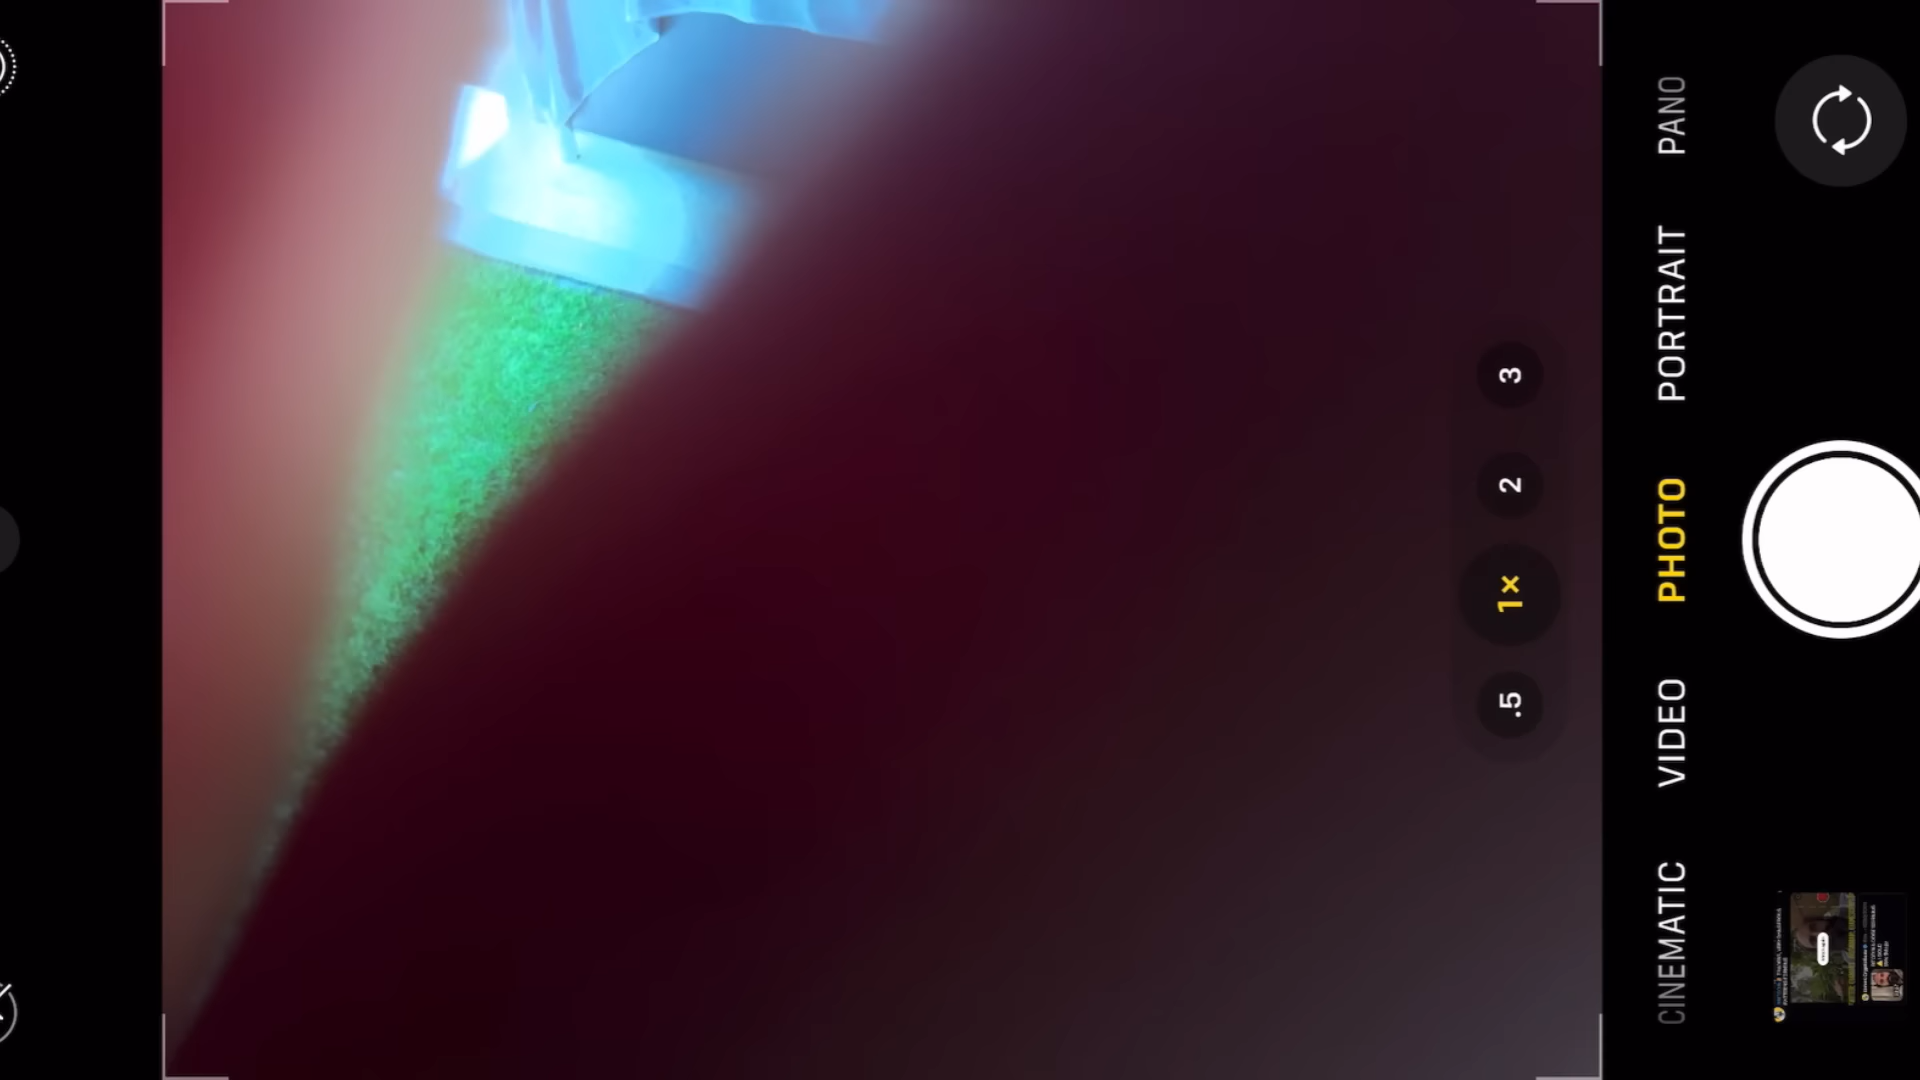 PANO
PORTRAIT
PHOTO
VIDEO
CINEMATIC
3
2
1×
.5